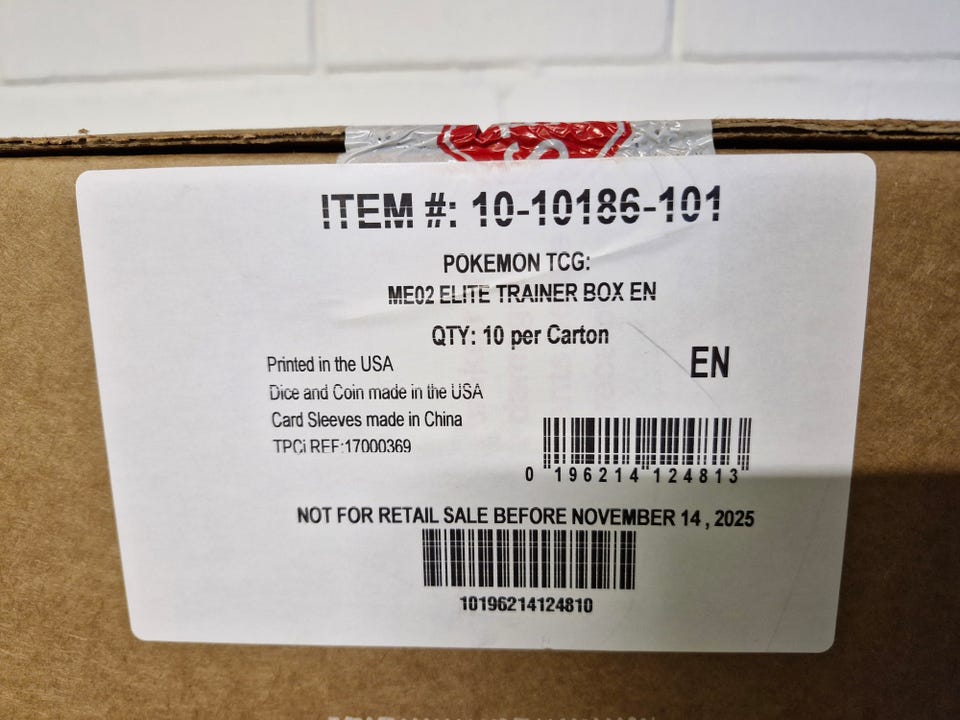 ITEM #: 10-10186-101
POKEMON TCG:
ME02 ELITE TRAINER BOX EN
QTY: 10 per Carton
EN
Printed in the USA
Dice and Coin made in the USA
Card Sleeves made in China
TPCi REF:17000369
0 196214 124813
NOT FOR RETAIL SALE BEFORE NOVEMBER 14 , 2025
10196214124810